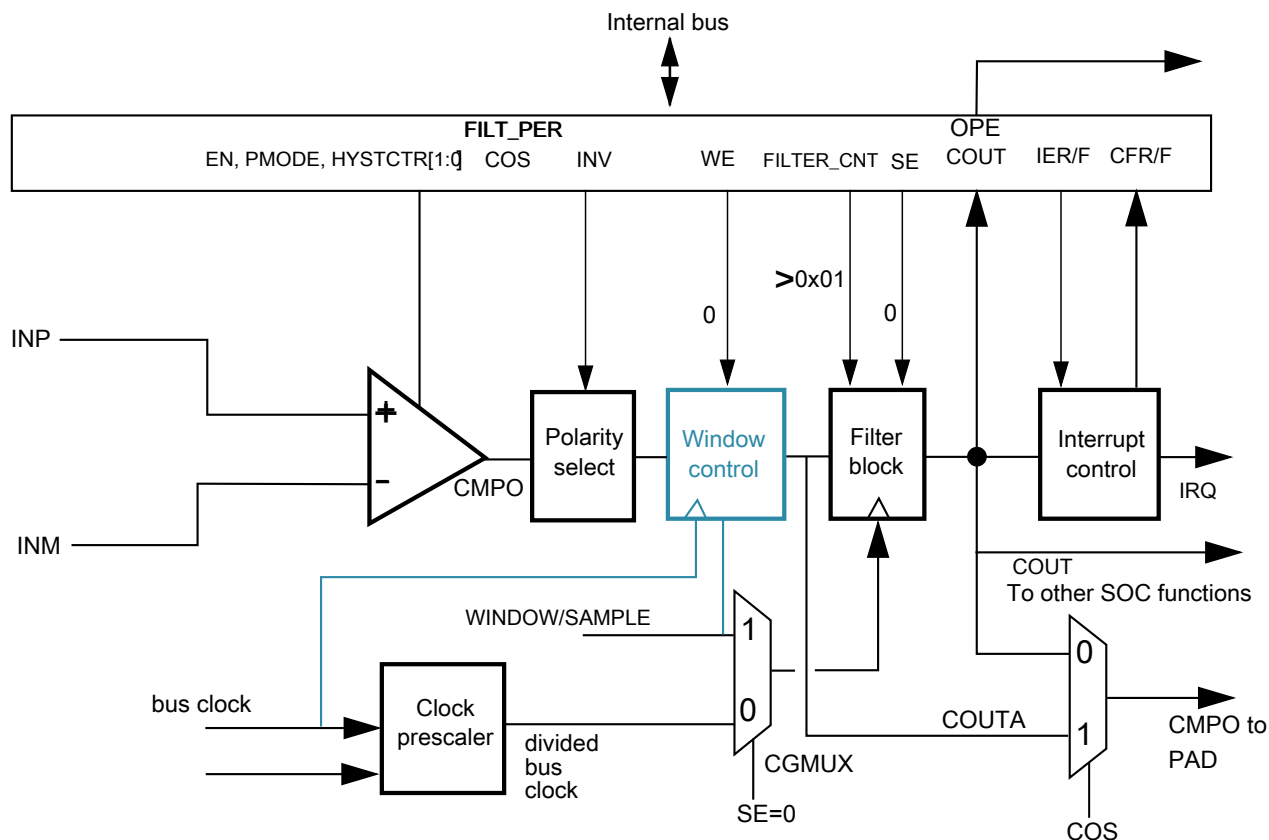 Internal bus
FILT_PER
OPE
EN, PMODE, HYSTCTR[1:0]
COS
INV
WE
FILTER_CNT
SE
COUT
IER/F
CFR/F
>0x01
0
0
INP
+
-
INM
CMPO
Polarity
select
Window
control
Filter
block
Interrupt
control
IRQ
COUT
To other SOC functions
WINDOW/SAMPLE
1
0
CGMUX
SE=0
bus clock
Clock
prescaler
divided
bus
clock
COUTA
0
1
CMPO to
PAD
COS